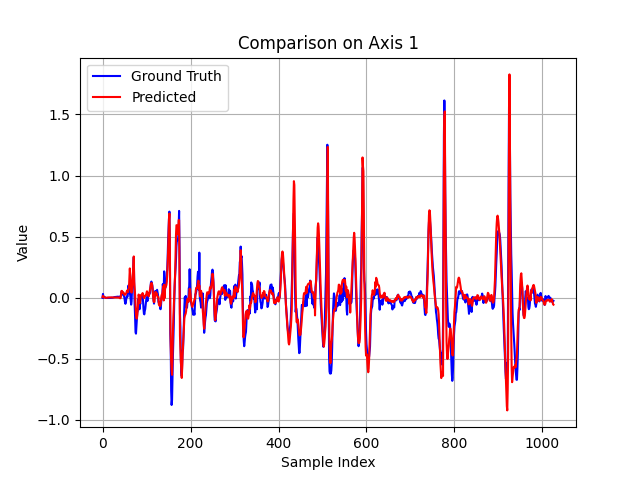 Comparison on Axis 1
Ground Truth
Predicted
1.5
1.0
0.5
0.0
−0.5
−1.0
Value
0 200 400 600 800 1000
Sample Index